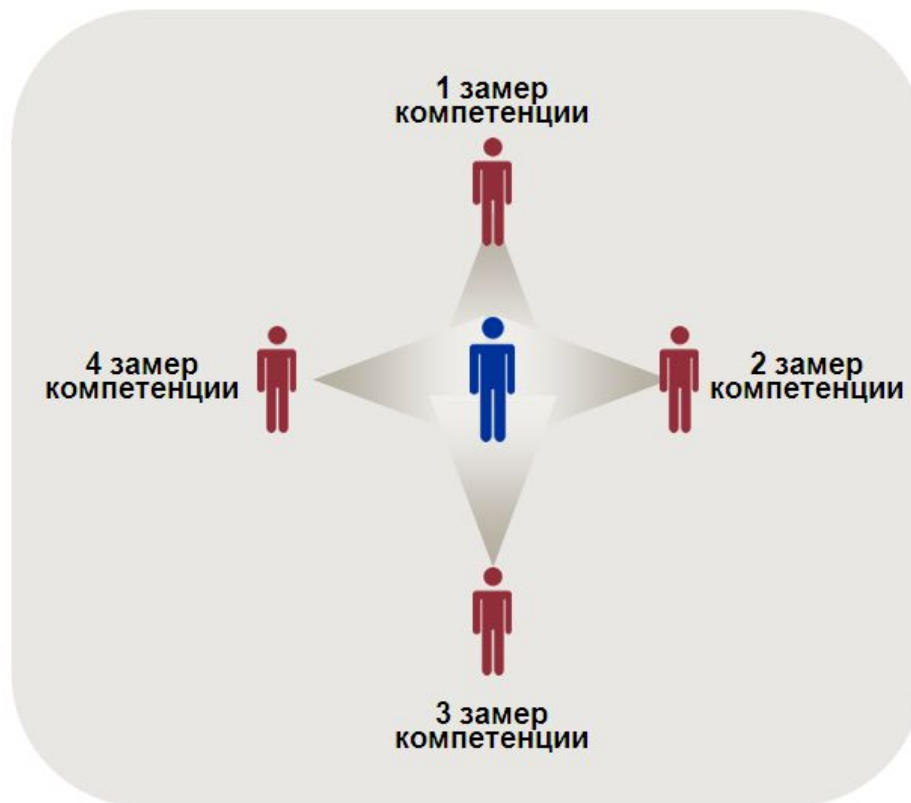 1 замер
компетенции
4 замер
компетенции
2 замер
компетенции
3 замер
компетенции